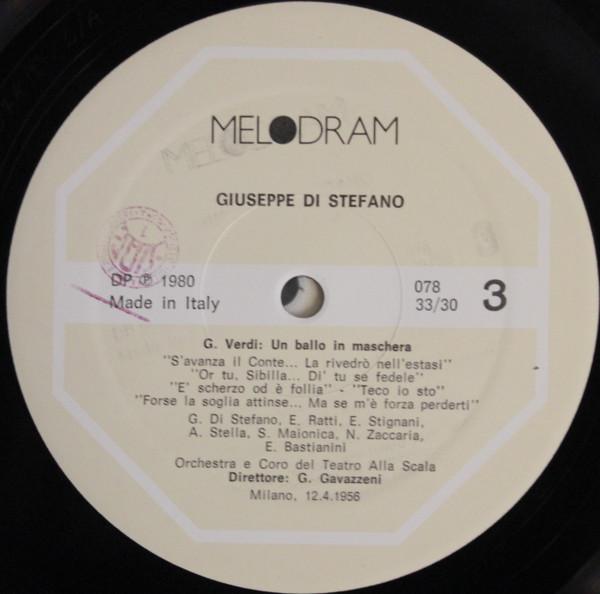 MELODRAM
GIUSEPPE DI STEFANO
DP Ⓟ 1980
Made in Italy
078
33/30
3
G. Verdi: Un ballo in maschera
"S'avanza il Conte... La rivedrò nell'estasi"
"Or tu, Sibilla... Di' tu se fedele"
"E' scherzo od è follia" - "Teco io sto"
"Forse la soglia attinse... Ma se m'è forza perderti"
G. Di Stefano, E. Ratti, E. Stignani,
A. Stella, S. Maionica, N. Zaccaria,
E. Bastianini
Orchestra e Coro del Teatro Alla Scala
Direttore: G. Gavazzeni
Milano, 12.4.1956